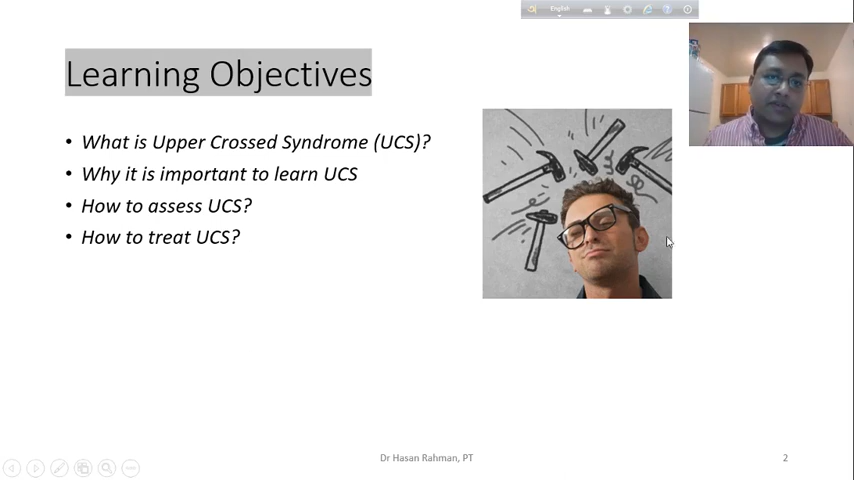 অ English
Learning Objectives
• What is Upper Crossed Syndrome (UCS)?
• Why it is important to learn UCS
• How to assess UCS?
• How to treat UCS?
Dr Hasan Rahman, PT
2